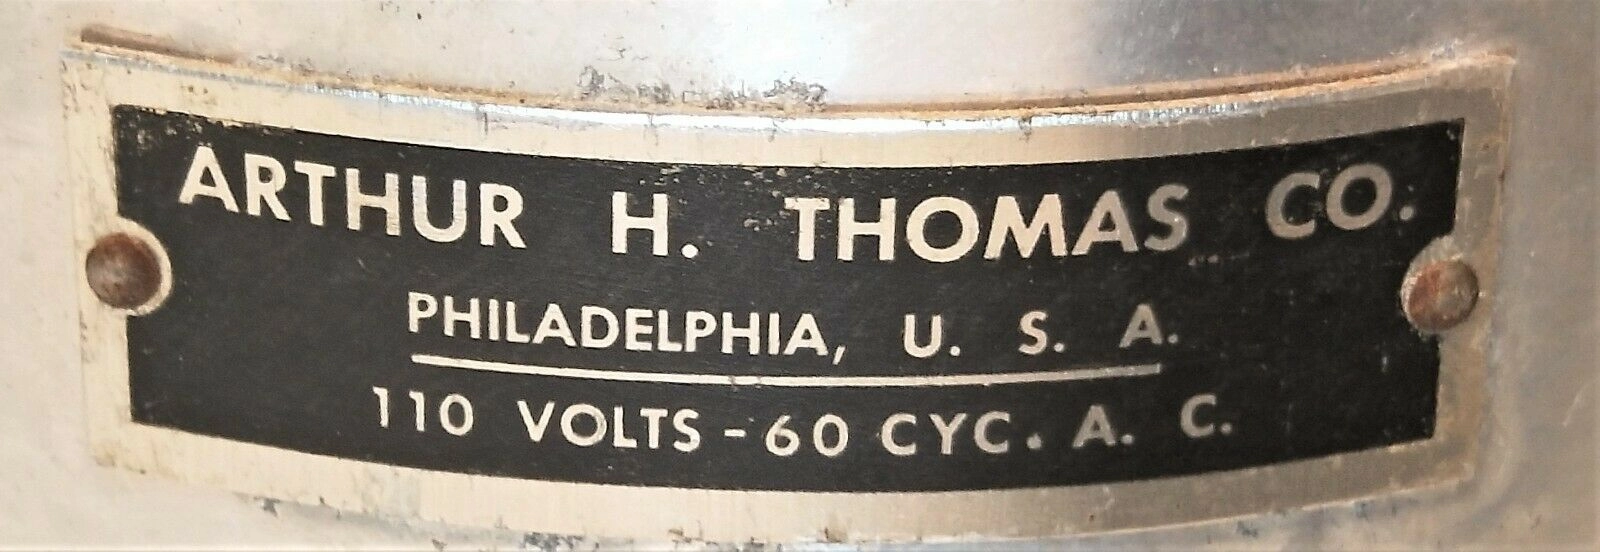 ARTHUR H. THOMAS CO.
PHILADELPHIA, U. S. A.
110 VOLTS - 60 CYC. A. C.